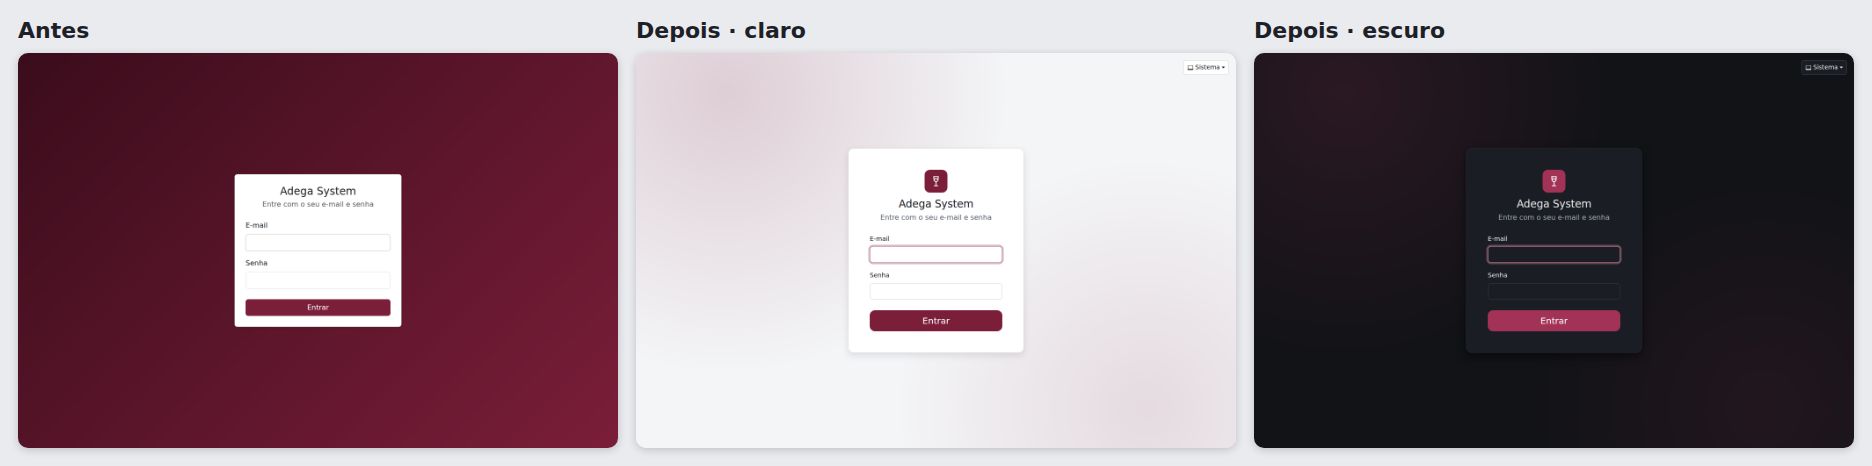 Antes
Adega System
Entre com o seu e-mail e senha
E-mail
Senha
Entrar
Depois · claro
Sistema
Adega System
Entre com o seu e-mail e senha
E-mail
Senha
Entrar
Depois · escuro
Sistema
Adega System
Entre com o seu e-mail e senha
E-mail
Senha
Entrar